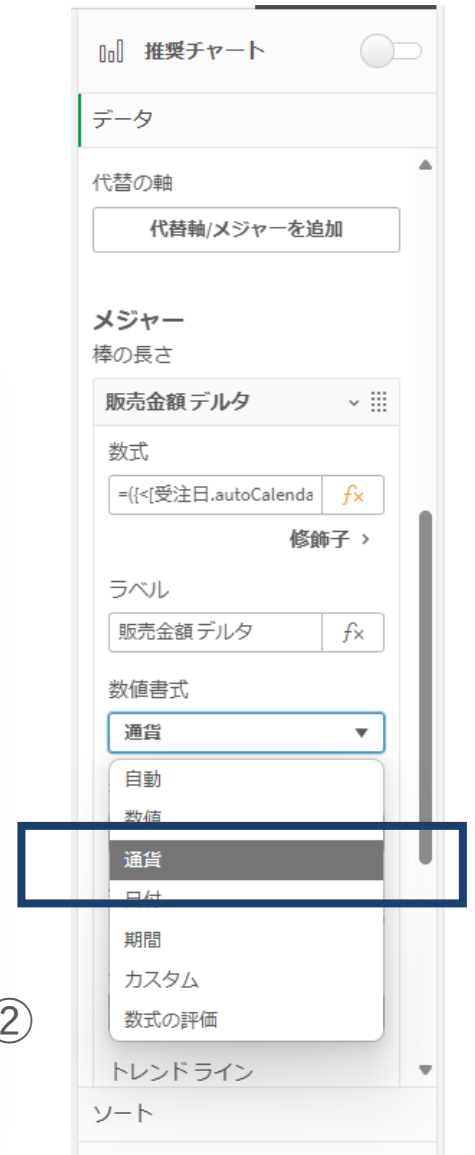 推奨チャート
データ
代替の軸
代替軸/メジャーを追加
メジャー
棒の長さ
販売金額 デルタ
数式
=({<[受注日.autoCalenda fx
修飾子 >
ラベル
販売金額 デルタ fx
数値書式
通貨
自動
数値
通貨
日付
期間
カスタム
数式の評価
②
トレンド ライン
ソート